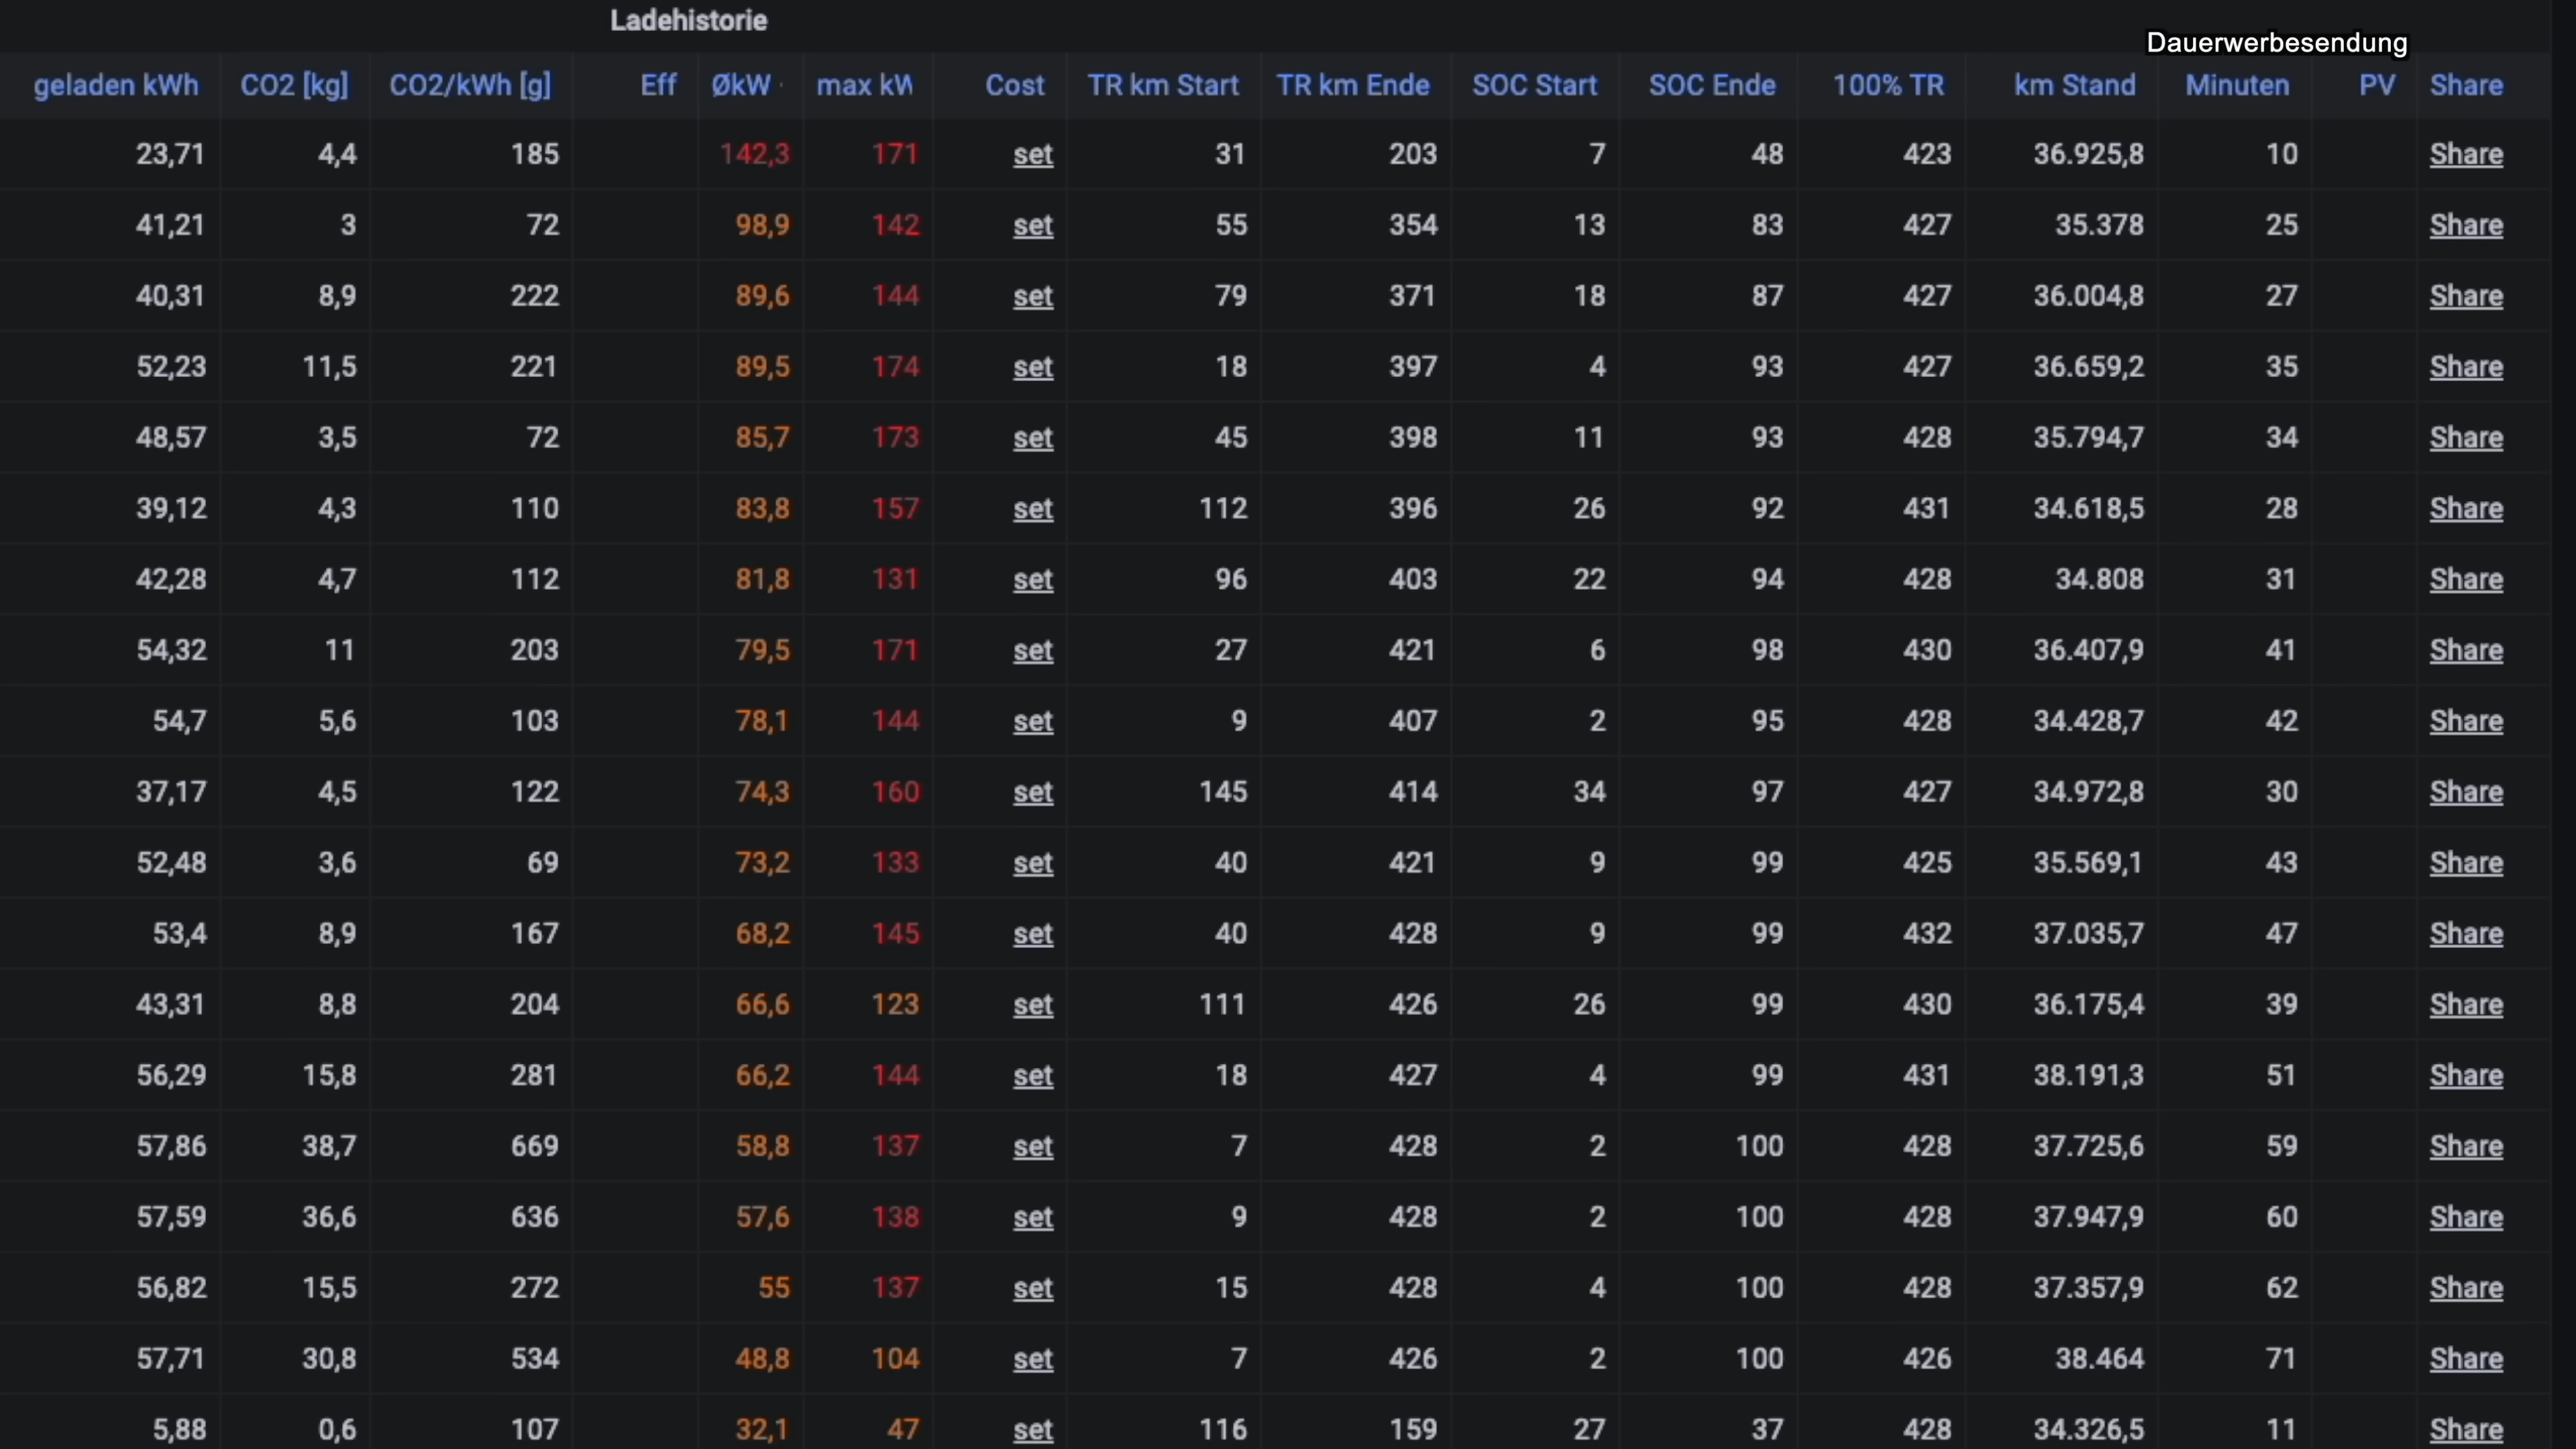 Ladehistorie
Dauerwerbesendung
geladen kWh CO2 [kg] CO2/kWh [g] Eff ØkW max kW Cost TR km Start TR km Ende SOC Start SOC Ende 100% TR km Stand Minuten PV Share
23,71 4,4 185 142,3 171 set 31 203 7 48 423 36.925,8 10 Share
41,21 3 72 98,9 142 set 55 354 13 83 427 35.378 25 Share
40,31 8,9 222 89,6 144 set 79 371 18 87 427 36.004,8 27 Share
52,23 11,5 221 89,5 174 set 18 397 4 93 427 36.659,2 35 Share
48,57 3,5 72 85,7 173 set 45 398 11 93 428 35.794,7 34 Share
39,12 4,3 110 83,8 157 set 112 396 26 92 431 34.618,5 28 Share
42,28 4,7 112 81,8 131 set 96 403 22 94 428 34.808 31 Share
54,32 11 203 79,5 171 set 27 421 6 98 430 36.407,9 41 Share
54,7 5,6 103 78,1 144 set 9 407 2 95 428 34.428,7 42 Share
37,17 4,5 122 74,3 160 set 145 414 34 97 427 34.972,8 30 Share
52,48 3,6 69 73,2 133 set 40 421 9 99 425 35.569,1 43 Share
53,4 8,9 167 68,2 145 set 40 428 9 99 432 37.035,7 47 Share
43,31 8,8 204 66,6 123 set 111 426 26 99 430 36.175,4 39 Share
56,29 15,8 281 66,2 144 set 18 427 4 99 431 38.191,3 51 Share
57,86 38,7 669 58,8 137 set 7 428 2 100 428 37.725,6 59 Share
57,59 36,6 636 57,6 138 set 9 428 2 100 428 37.947,9 60 Share
56,82 15,5 272 55 137 set 15 428 4 100 428 37.357,9 62 Share
57,71 30,8 534 48,8 104 set 7 426 2 100 426 38.464 71 Share
5,88 0,6 107 32,1 47 set 116 159 27 37 428 34.326,5 11 Share